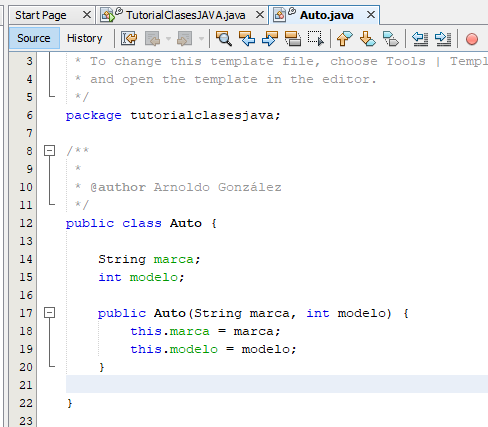 Start Page TutorialClasesJAVA.java Auto.java
Source History
3 * To change this template file, choose Tools | Templ
4 * and open the template in the editor.
5 */
6 package tutorialclasesjava;
7
8 /**
9 *
10 * @author Arnoldo González
11 */
12 public class Auto {
13
14 String marca;
15 int modelo;
16
17 public Auto(String marca, int modelo) {
18 this.marca = marca;
19 this.modelo = modelo;
20 }
21
22 }
23